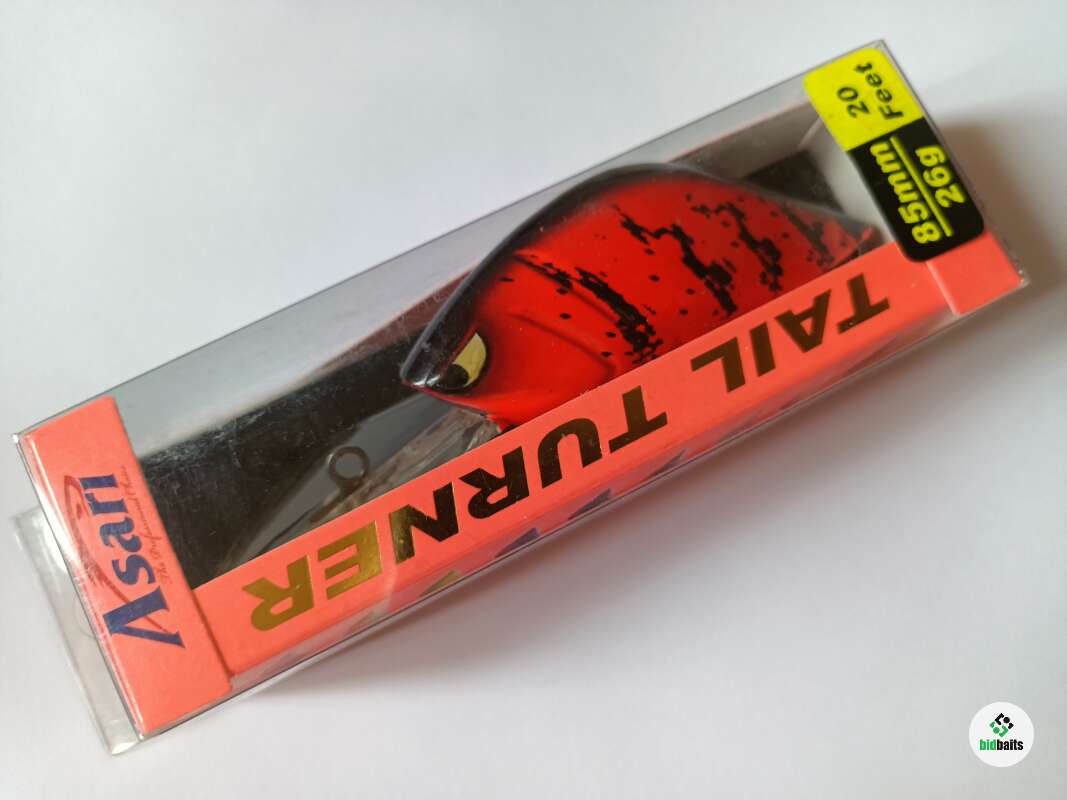 20
Feet
85mm
26g
TAIL TURNER
Asari
bidbaits